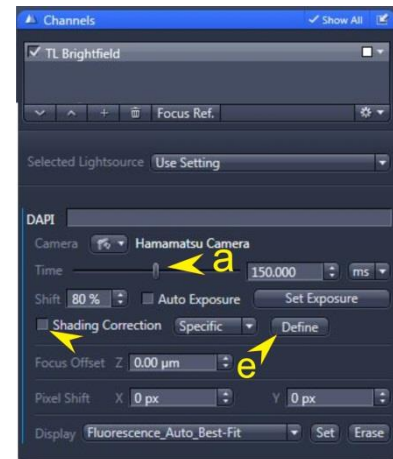 Channels ✓ Show All
TL Brightfield
Focus Ref.
Selected Lightsource Use Setting
DAPI
Camera Hamamatsu Camera
a
Time 150.000 ms
Shift 80 % Auto Exposure Set Exposure
Shading Correction Specific Define
e
Focus Offset Z 0.00 µm
Pixel Shift X 0 px Y 0 px
Display Fluorescence_Auto_Best-Fit Set Erase